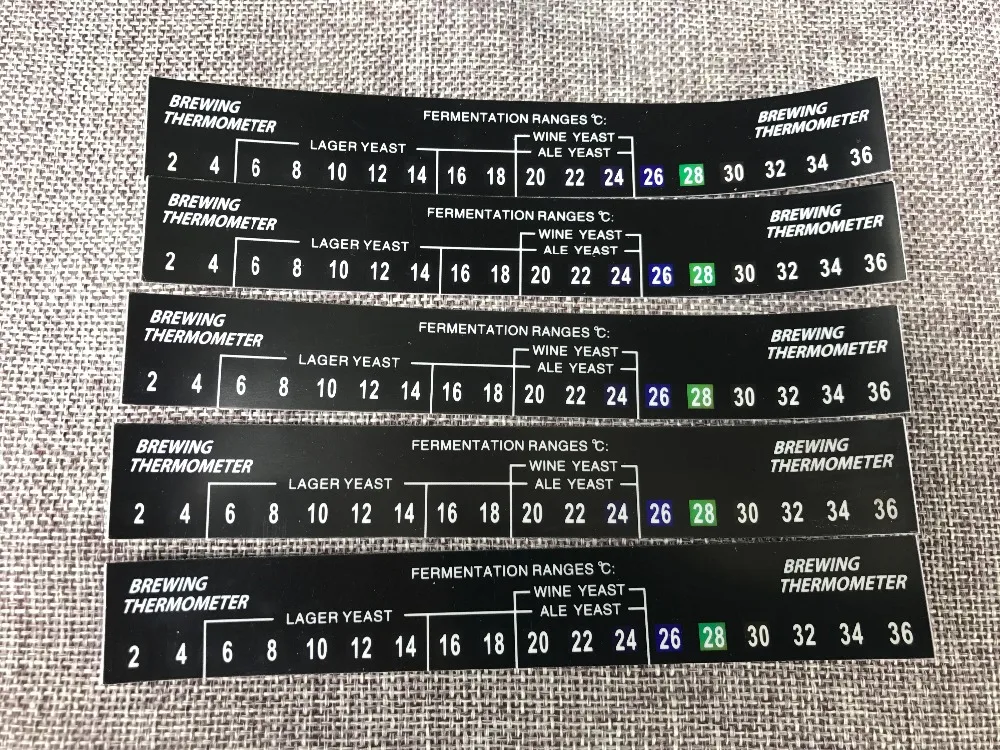 BREWING
THERMOMETER
FERMENTATION RANGES ℃:
BREWING
THERMOMETER
WINE YEAST
LAGER YEAST
ALE YEAST
2 4 6 8 10 12 14 16 18 20 22 24 26 28 30 32 34 36
BREWING
THERMOMETER
FERMENTATION RANGES ℃:
BREWING
THERMOMETER
WINE YEAST
LAGER YEAST
ALE YEAST
2 4 6 8 10 12 14 16 18 20 22 24 26 28 30 32 34 36
BREWING
THERMOMETER
FERMENTATION RANGES ℃:
BREWING
THERMOMETER
WINE YEAST
LAGER YEAST
ALE YEAST
2 4 6 8 10 12 14 16 18 20 22 24 26 28 30 32 34 36
BREWING
THERMOMETER
FERMENTATION RANGES ℃:
BREWING
THERMOMETER
WINE YEAST
LAGER YEAST
ALE YEAST
2 4 6 8 10 12 14 16 18 20 22 24 26 28 30 32 34 36
BREWING
THERMOMETER
FERMENTATION RANGES ℃:
BREWING
THERMOMETER
WINE YEAST
LAGER YEAST
ALE YEAST
2 4 6 8 10 12 14 16 18 20 22 24 26 28 30 32 34 36